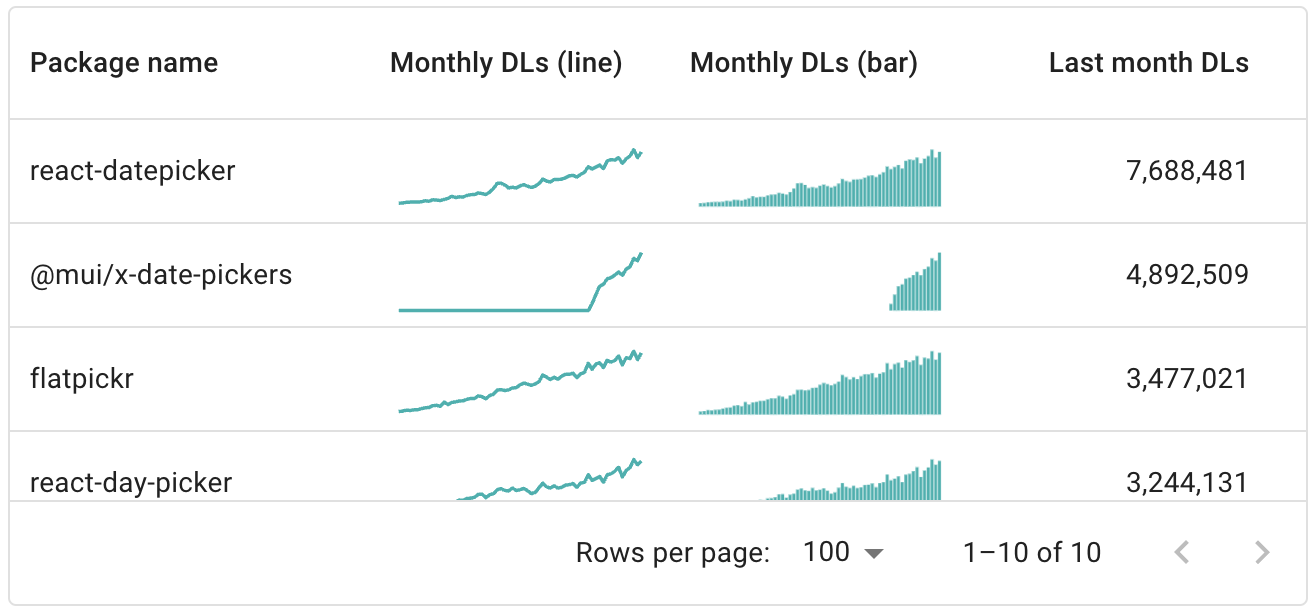 Package name Monthly DLs (line) Monthly DLs (bar) Last month DLs
react-datepicker 7,688,481
@mui/x-date-pickers 4,892,509
flatpickr 3,477,021
react-day-picker 3,244,131
Rows per page: 100 1–10 of 10